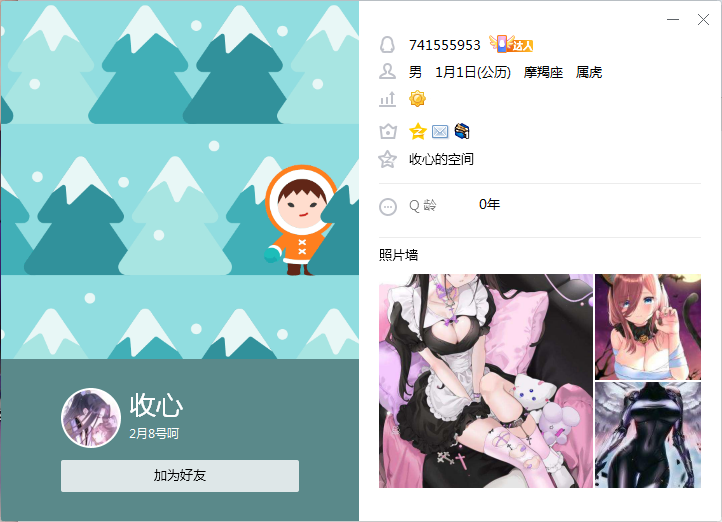 741555953 达人
男 1月1日(公历) 摩羯座 属虎
收心的空间
Q 龄 0年
照片墙
收心
2月8号呵
加为好友